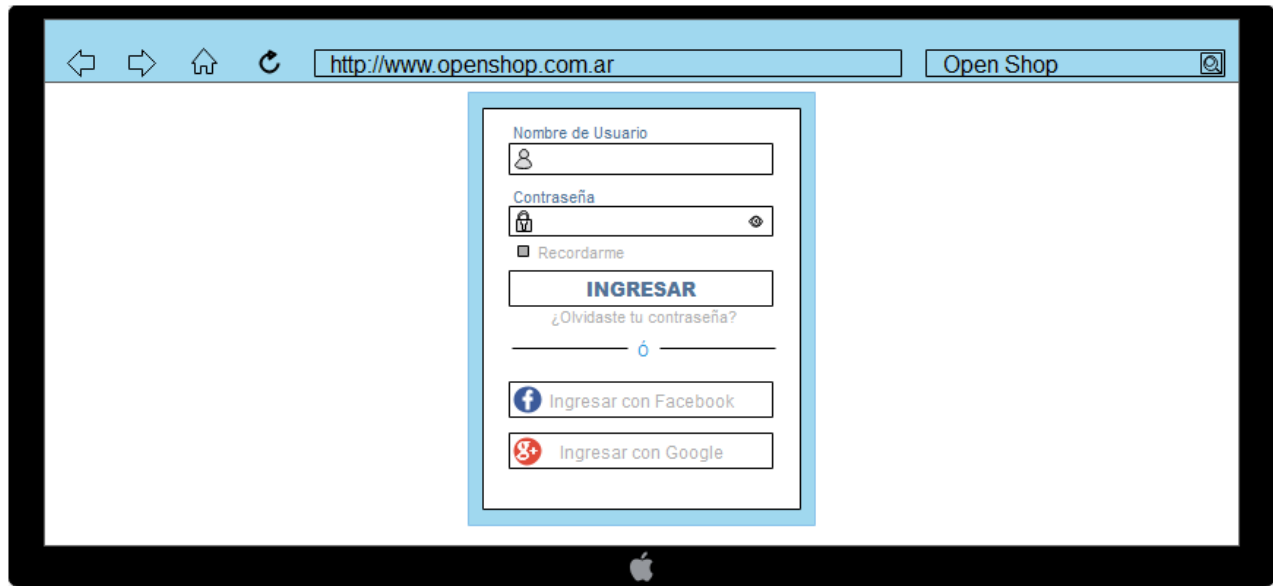 http://www.openshop.com.ar
Open Shop
Nombre de Usuario
Contraseña
Recordarme
INGRESAR
¿Olvidaste tu contraseña?
Ó
f Ingresar con Facebook
g+ Ingresar con Google